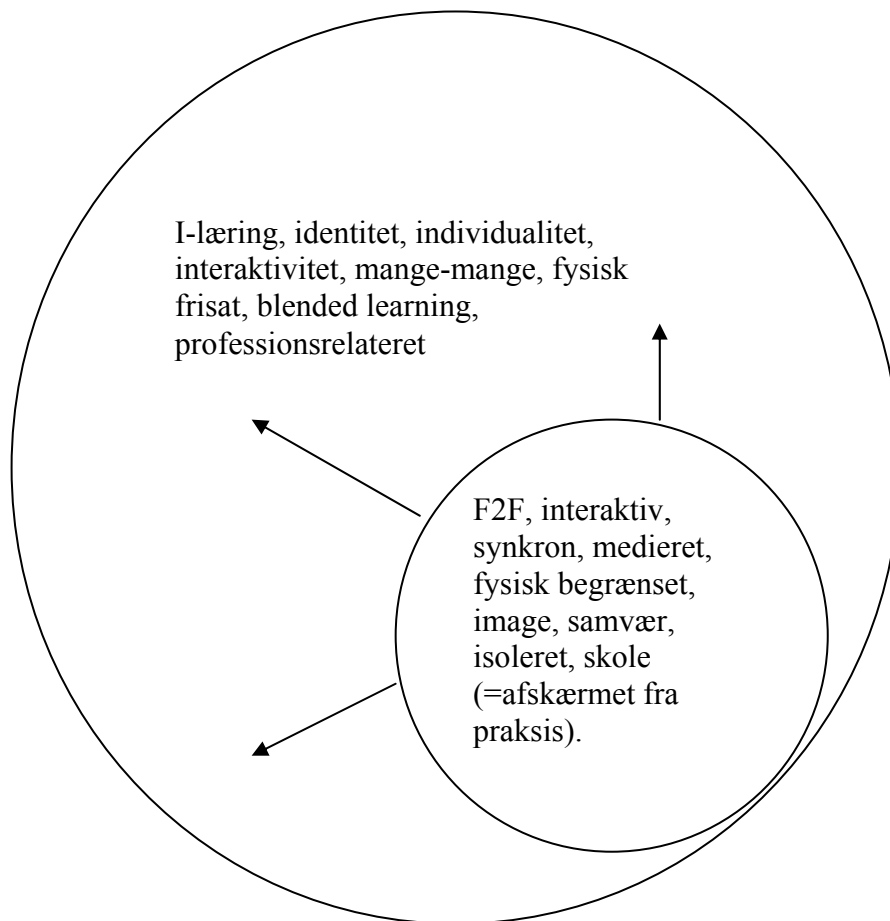 I-læring, identitet, individualitet,
interaktivitet, mange-mange, fysisk
frisat, blended learning,
professionsrelateret
F2F, interaktiv,
synkron, medieret,
fysisk begrænset,
image, samvær,
isoleret, skole
(=afskærmet fra
praksis).